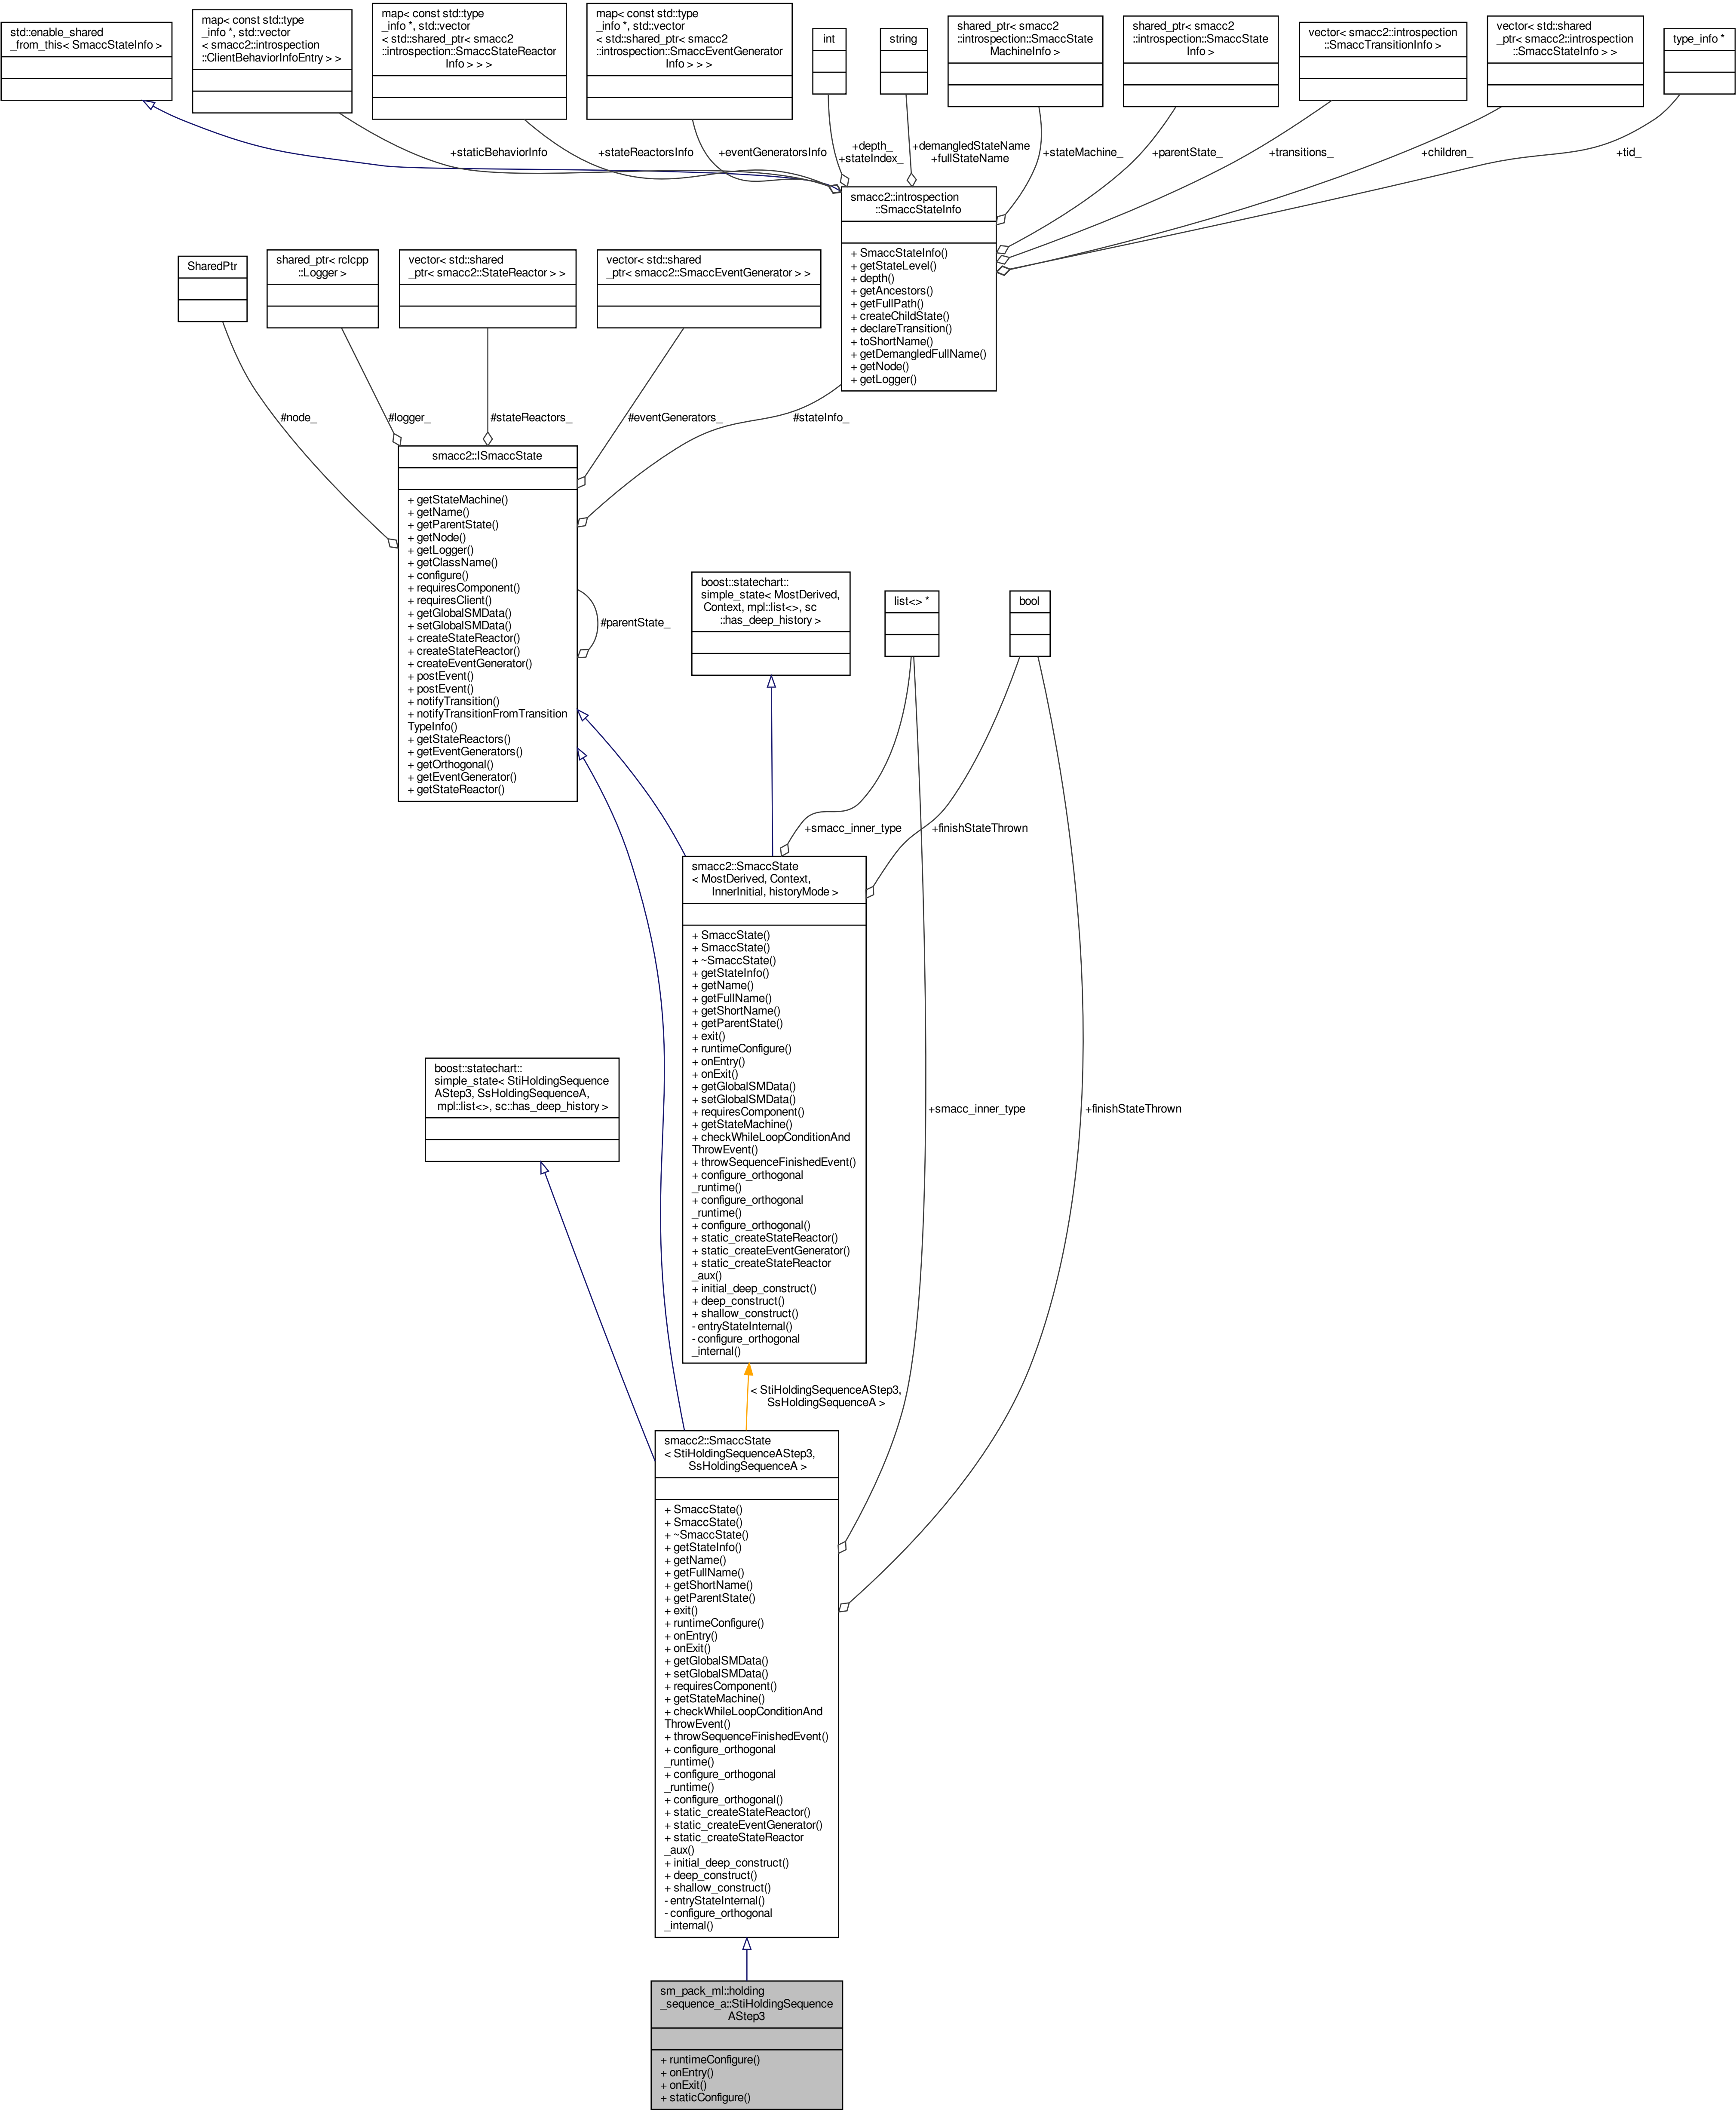 std::enable_shared
_from_this< SmaccStateInfo >
map< const std::type
_info *, std::vector
< smacc2::introspection
::ClientBehaviorInfoEntry > >
map< const std::type
_info *, std::vector
< std::shared_ptr< smacc2
::introspection::SmaccStateReactor
Info > > >
map< const std::type
_info *, std::vector
< std::shared_ptr< smacc2
::introspection::SmaccEventGenerator
Info > > >
int
string
shared_ptr< smacc2
::introspection::SmaccState
MachineInfo >
shared_ptr< smacc2
::introspection::SmaccState
Info >
vector< smacc2::introspection
::SmaccTransitionInfo >
vector< std::shared
_ptr< smacc2::introspection
::SmaccStateInfo > >
type_info *
+staticBehaviorInfo
+stateReactorsInfo
+eventGeneratorsInfo
+depth_
+stateIndex_
+demangledStateName
+fullStateName
+stateMachine_
+parentState_
+transitions_
+children_
+tid_
smacc2::introspection
::SmaccStateInfo
+ SmaccStateInfo()
+ getStateLevel()
+ depth()
+ getAncestors()
+ getFullPath()
+ createChildState()
+ declareTransition()
+ toShortName()
+ getDemangledFullName()
+ getNode()
+ getLogger()
SharedPtr
shared_ptr< rclcpp
::Logger >
vector< std::shared
_ptr< smacc2::StateReactor > >
vector< std::shared
_ptr< smacc2::SmaccEventGenerator > >
#node_
#logger_
#stateReactors_
#eventGenerators_
#stateInfo_
smacc2::ISmaccState
+ getStateMachine()
+ getName()
+ getParentState()
+ getNode()
+ getLogger()
+ getClassName()
+ configure()
+ requiresComponent()
+ requiresClient()
+ getGlobalSMData()
+ setGlobalSMData()
+ createStateReactor()
+ createStateReactor()
+ createEventGenerator()
+ postEvent()
+ postEvent()
+ notifyTransition()
+ notifyTransitionFromTransition
TypeInfo()
+ getStateReactors()
+ getEventGenerators()
+ getOrthogonal()
+ getEventGenerator()
+ getStateReactor()
#parentState_
boost::statechart::
simple_state< MostDerived,
Context, mpl::list<>, sc
::has_deep_history >
list<> *
bool
+smacc_inner_type
+finishStateThrown
smacc2::SmaccState
< MostDerived, Context,
InnerInitial, historyMode >
+ SmaccState()
+ SmaccState()
+ ~SmaccState()
+ getStateInfo()
+ getName()
+ getFullName()
+ getShortName()
+ getParentState()
+ exit()
+ runtimeConfigure()
+ onEntry()
+ onExit()
+ getGlobalSMData()
+ setGlobalSMData()
+ requiresComponent()
+ getStateMachine()
+ checkWhileLoopConditionAnd
ThrowEvent()
+ throwSequenceFinishedEvent()
+ configure_orthogonal
_runtime()
+ configure_orthogonal
_runtime()
+ configure_orthogonal()
+ static_createStateReactor()
+ static_createEventGenerator()
+ static_createStateReactor
_aux()
+ initial_deep_construct()
+ deep_construct()
+ shallow_construct()
- entryStateInternal()
- configure_orthogonal
_internal()
boost::statechart::
simple_state< StiHoldingSequence
AStep3, SsHoldingSequenceA,
mpl::list<>, sc::has_deep_history >
+smacc_inner_type
+finishStateThrown
< StiHoldingSequenceAStep3,
SsHoldingSequenceA >
smacc2::SmaccState
< StiHoldingSequenceAStep3,
SsHoldingSequenceA >
+ SmaccState()
+ SmaccState()
+ ~SmaccState()
+ getStateInfo()
+ getName()
+ getFullName()
+ getShortName()
+ getParentState()
+ exit()
+ runtimeConfigure()
+ onEntry()
+ onExit()
+ getGlobalSMData()
+ setGlobalSMData()
+ requiresComponent()
+ getStateMachine()
+ checkWhileLoopConditionAnd
ThrowEvent()
+ throwSequenceFinishedEvent()
+ configure_orthogonal
_runtime()
+ configure_orthogonal
_runtime()
+ configure_orthogonal()
+ static_createStateReactor()
+ static_createEventGenerator()
+ static_createStateReactor
_aux()
+ initial_deep_construct()
+ deep_construct()
+ shallow_construct()
- entryStateInternal()
- configure_orthogonal
_internal()
sm_pack_ml::holding
_sequence_a::StiHoldingSequence
AStep3
+ runtimeConfigure()
+ onEntry()
+ onExit()
+ staticConfigure()